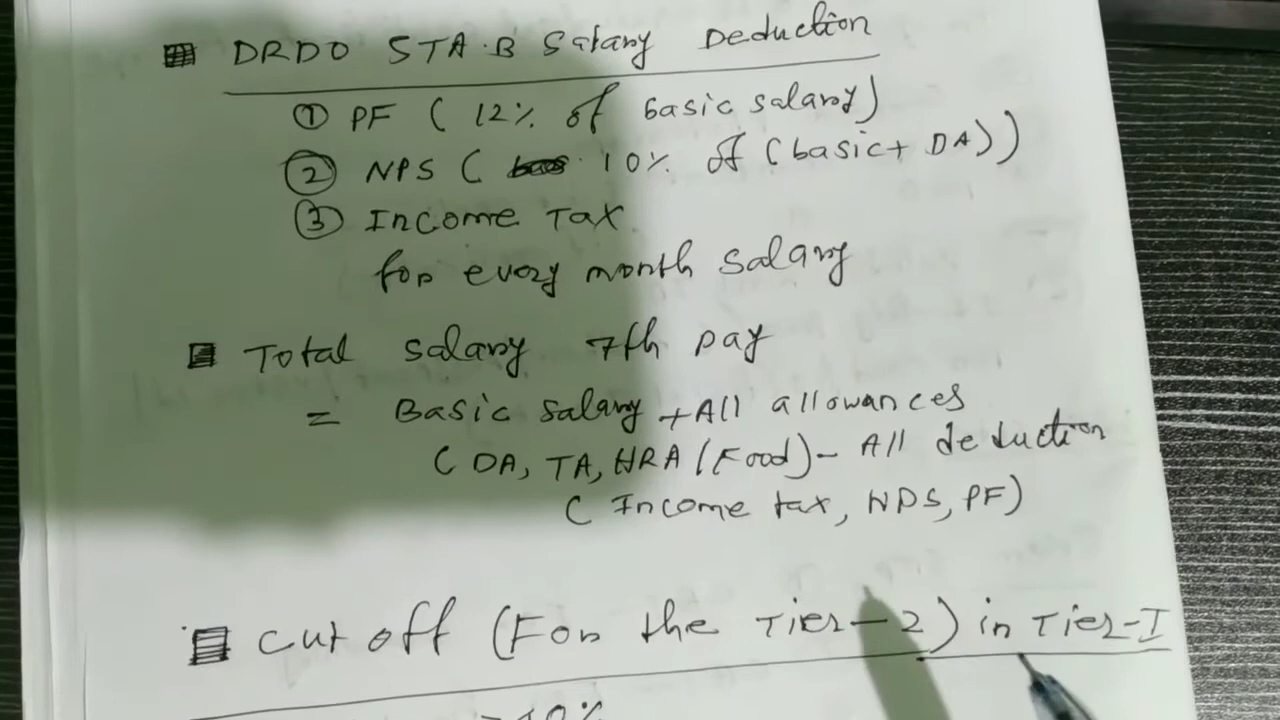 DRDO STA.B Salary Deduction
① PF ( 12% of basic salary)
② NPS ( 10% of (basic+ DA))
③ Income Tax
for every month salary
Total salary 7th pay
= Basic salary +All allowances
( DA, TA, HRA (Food) - All deduction
( Income tax, NPS, PF)
Cut off (For the Tier-2) in Tier-I